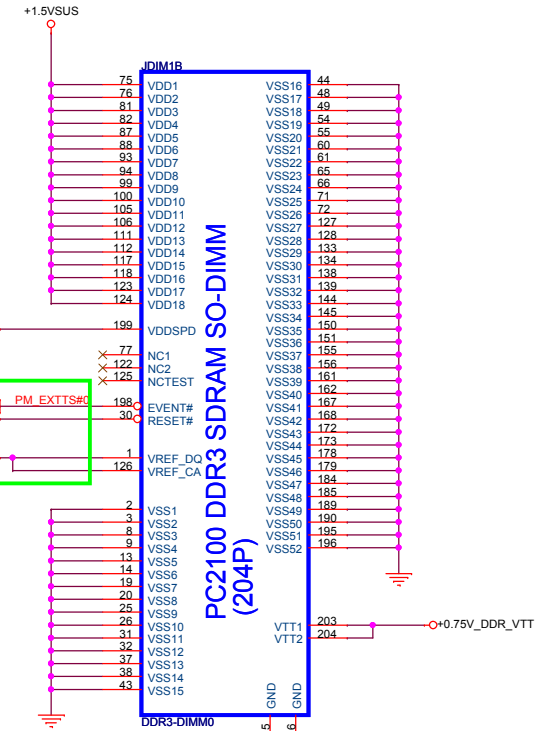 +1.5VSUS
JDIM1B
75 VDD1
76 VDD2
81 VDD3
82 VDD4
87 VDD5
88 VDD6
93 VDD7
94 VDD8
99 VDD9
100 VDD10
105 VDD11
106 VDD12
111 VDD13
112 VDD14
117 VDD15
118 VDD16
123 VDD17
124 VDD18
199 VDDSPD
77 NC1
122 NC2
125 NCTEST
PM_EXTTS#0 198 EVENT#
30 RESET#
1 VREF_DQ
126 VREF_CA
2 VSS1
3 VSS2
8 VSS3
9 VSS4
13 VSS5
14 VSS6
19 VSS7
20 VSS8
25 VSS9
26 VSS10
31 VSS11
32 VSS12
37 VSS13
38 VSS14
43 VSS15
PC2100 DDR3 SDRAM SO-DIMM
(204P)
VSS16 44
VSS17 48
VSS18 49
VSS19 54
VSS20 55
VSS21 60
VSS22 61
VSS23 65
VSS24 66
VSS25 71
VSS26 72
VSS27 127
VSS28 128
VSS29 133
VSS30 134
VSS31 138
VSS32 139
VSS33 144
VSS34 145
VSS35 150
VSS36 151
VSS37 155
VSS38 156
VSS39 161
VSS40 162
VSS41 167
VSS42 168
VSS43 172
VSS44 173
VSS45 178
VSS46 179
VSS47 184
VSS48 185
VSS49 189
VSS50 190
VSS51 195
VSS52 196
VTT1 203
VTT2 204
+0.75V_DDR_VTT
GND 5
GND 6
DDR3-DIMM0